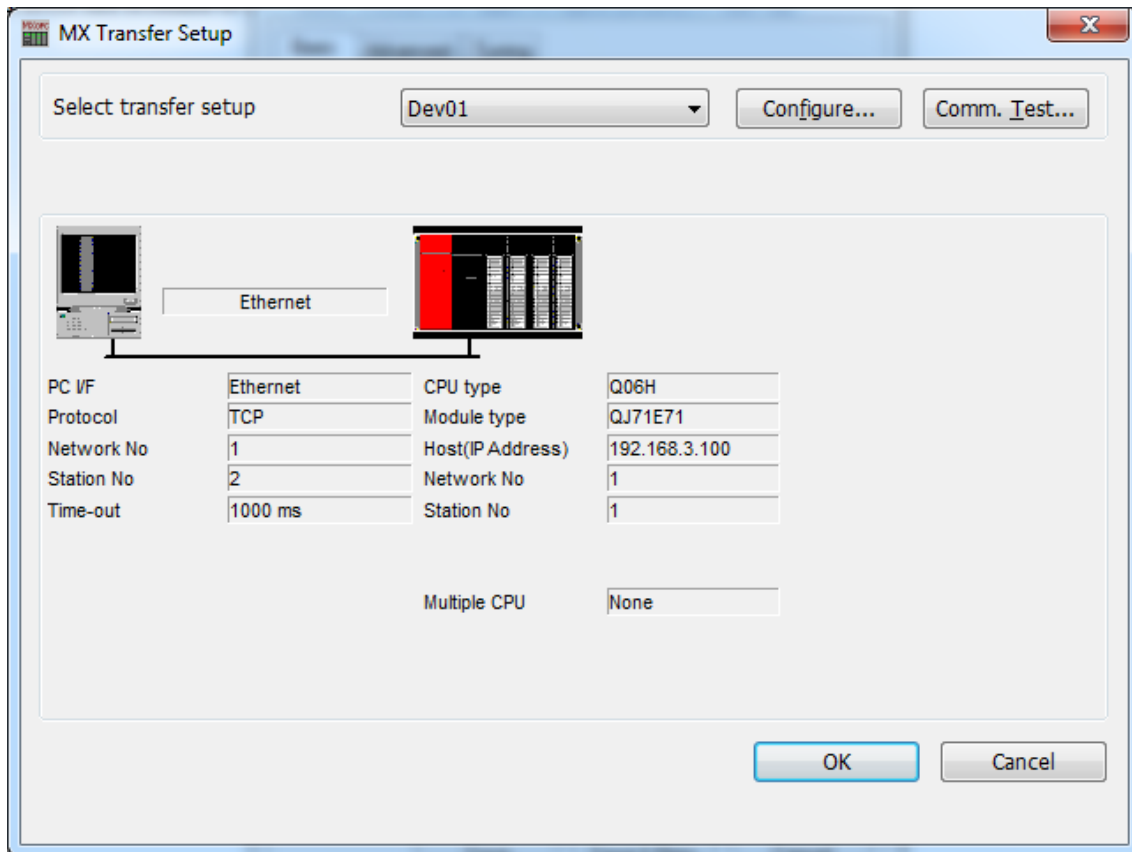 MX Transfer Setup
Select transfer setup Dev01 Configure... Comm. Test...
Ethernet
PC I/F Ethernet CPU type Q06H
Protocol TCP Module type QJ71E71
Network No 1 Host(IP Address) 192.168.3.100
Station No 2 Network No 1
Time-out 1000 ms Station No 1
Multiple CPU None
OK Cancel